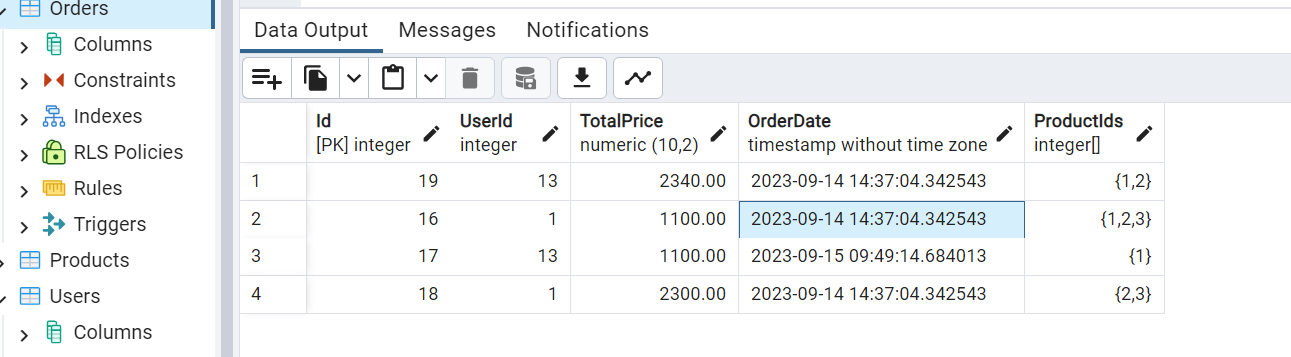 Orders
Columns
Constraints
Indexes
RLS Policies
Rules
Triggers
Products
Users
Columns
Data Output Messages Notifications
Id UserId TotalPrice OrderDate ProductIds
[PK] integer integer numeric (10,2) timestamp without time zone integer[]
1 19 13 2340.00 2023-09-14 14:37:04.342543 {1,2}
2 16 1 1100.00 2023-09-14 14:37:04.342543 {1,2,3}
3 17 13 1100.00 2023-09-15 09:49:14.684013 {1}
4 18 1 2300.00 2023-09-14 14:37:04.342543 {2,3}